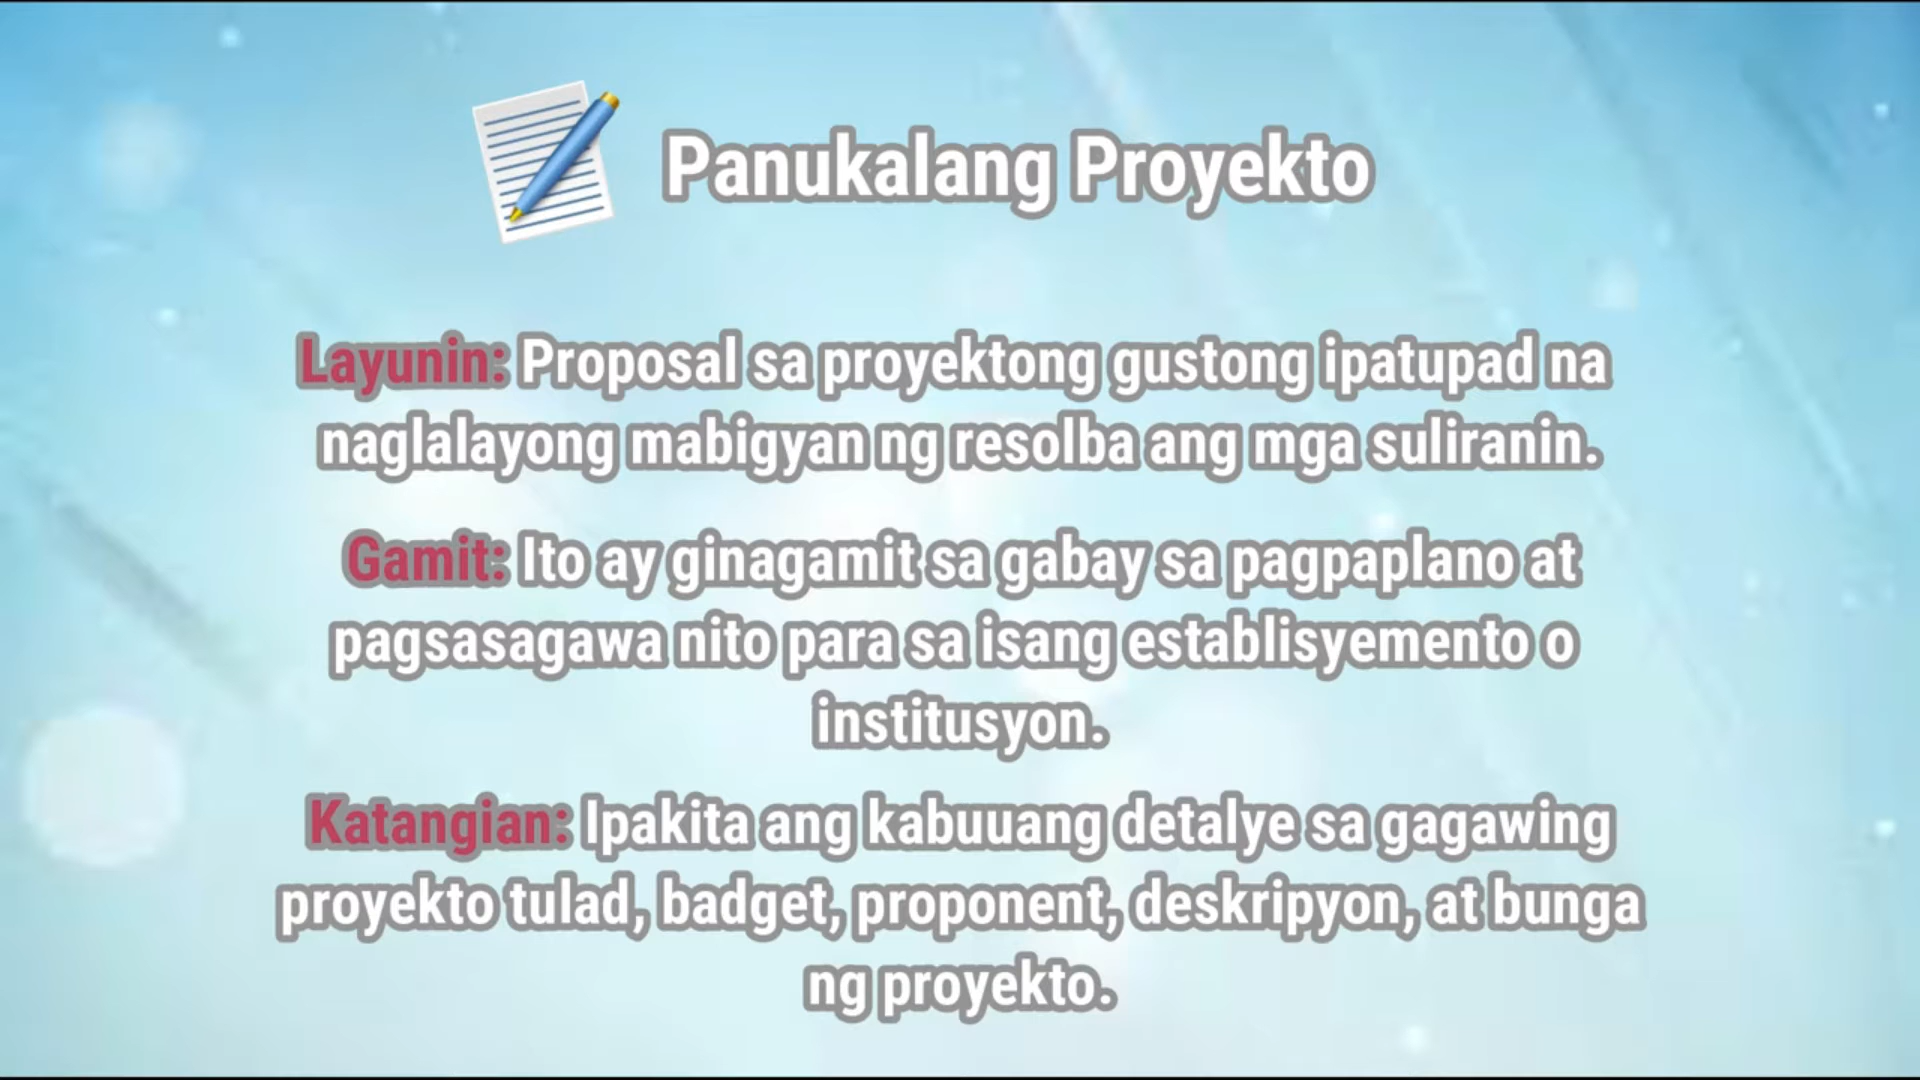 Panukalang Proyekto
Layunin: Proposal sa proyektong gustong ipatupad na
naglalayong mabigyan ng resolba ang mga suliranin.
Gamit: Ito ay ginagamit sa gabay sa pagpaplano at
pagsasagawa nito para sa isang establisyemento o
institusyon.
Katangian: Ipakita ang kabuuang detalye sa gagawing
proyekto tulad, badget, proponent, deskripyon, at bunga
ng proyekto.